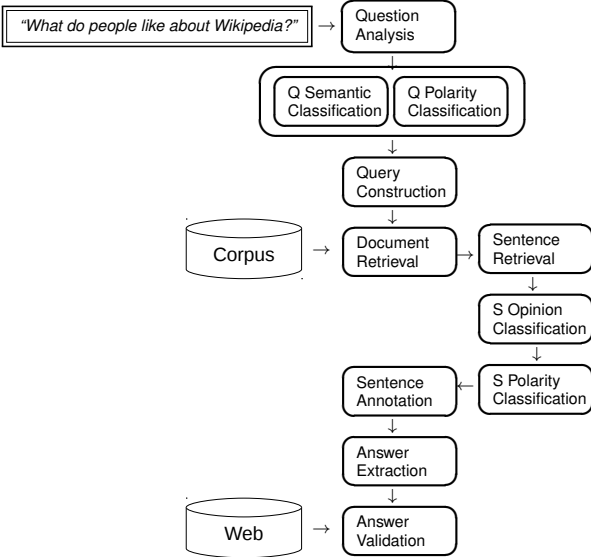 “What do people like about Wikipedia?”
Question
Analysis
Q Semantic
Classification
Q Polarity
Classification
Query
Construction
Corpus
Document
Retrieval
Sentence
Retrieval
S Opinion
Classification
S Polarity
Classification
Sentence
Annotation
Answer
Extraction
Web
Answer
Validation